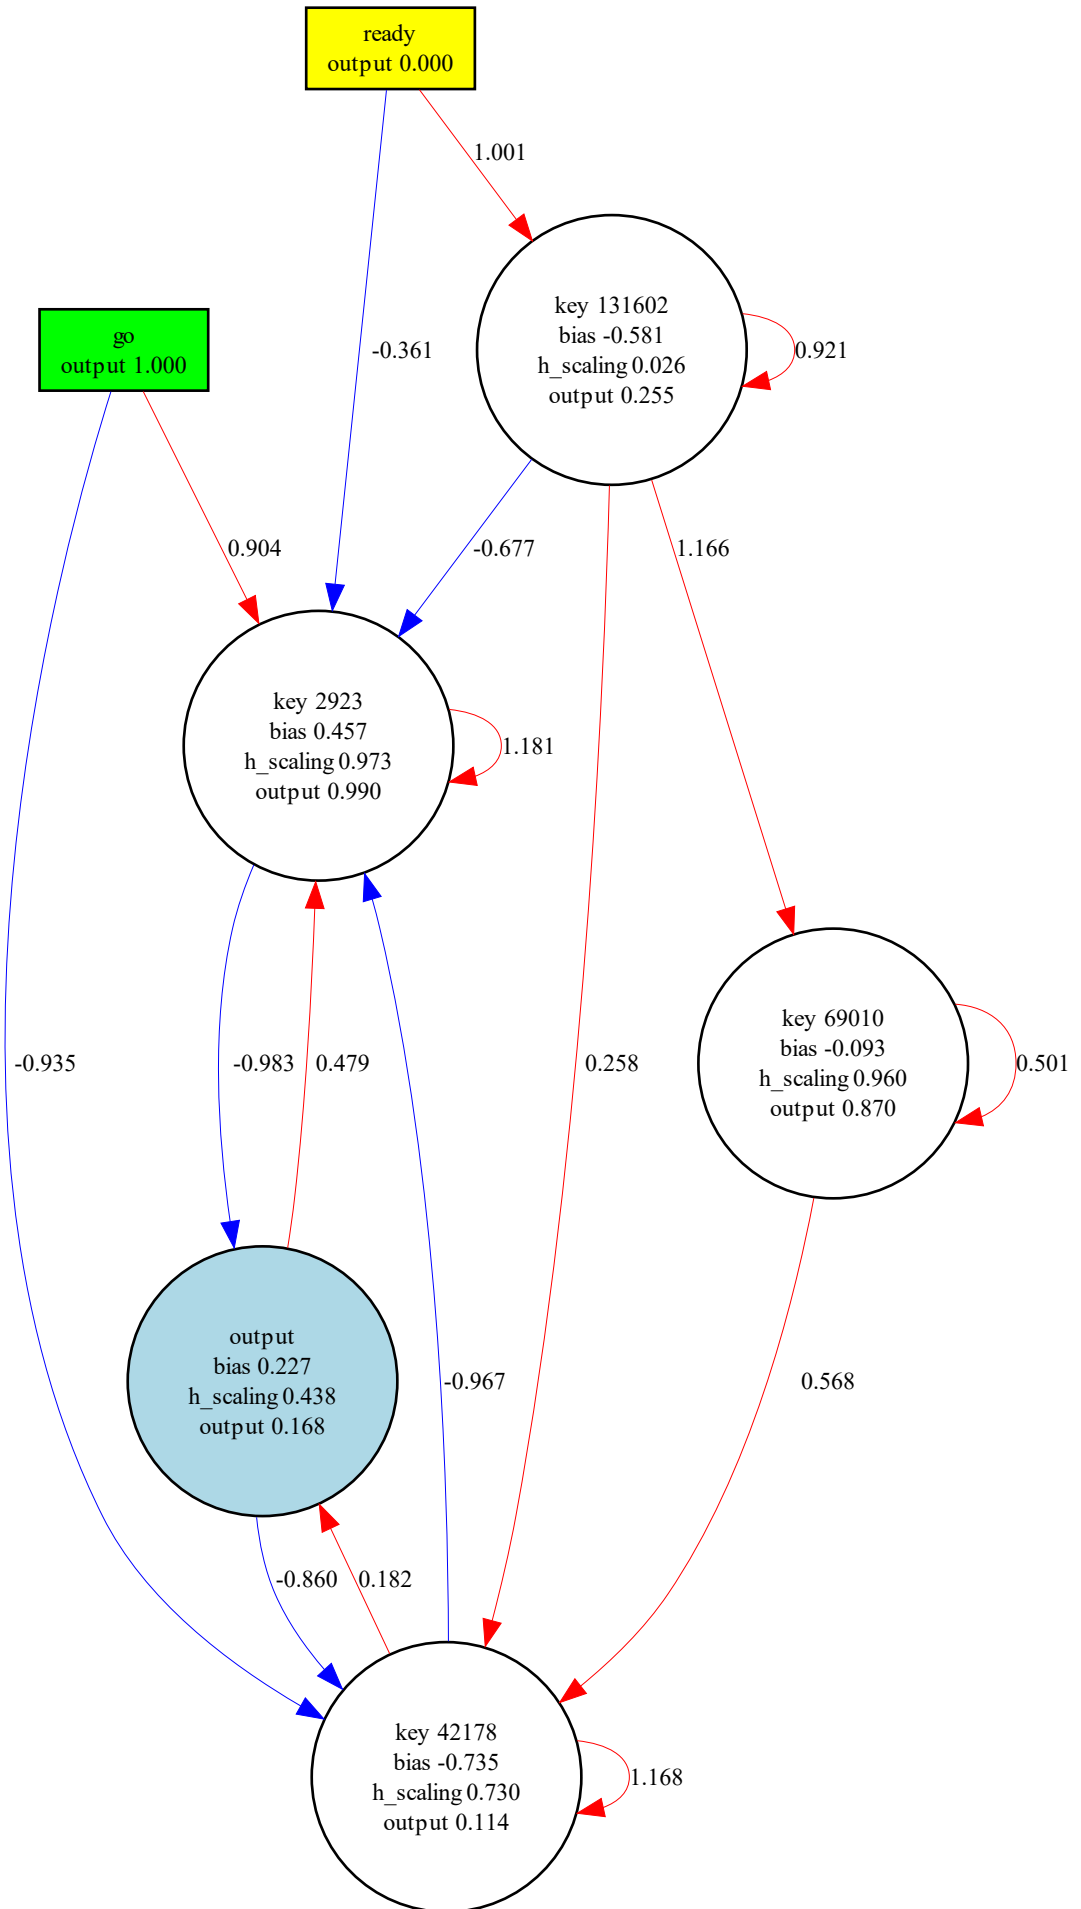 ready
output 0.000
1.001
key 131602
bias -0.581
h_scaling 0.026
output 0.255
0.921
go
output 1.000
-0.361
0.904
-0.677
1.166
key 2923
bias 0.457
h_scaling 0.973
output 0.990
1.181
key 69010
bias -0.093
h_scaling 0.960
output 0.870
0.501
-0.935
-0.983
0.479
0.258
output
bias 0.227
h_scaling 0.438
output 0.168
-0.967
0.568
-0.860
0.182
key 42178
bias -0.735
h_scaling 0.730
output 0.114
1.168